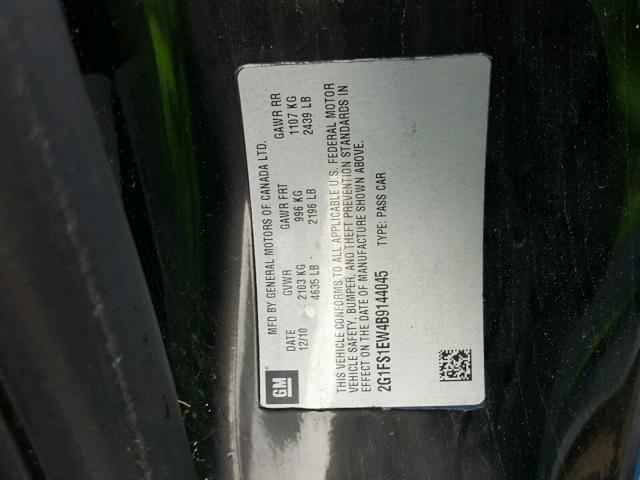 GM
MFD BY GENERAL MOTORS OF CANADA LTD.
DATE GVWR GAWR FRT GAWR RR
12/10 2103 KG 996 KG 1107 KG
4635 LB 2196 LB 2439 LB
THIS VEHICLE CONFORMS TO ALL APPLICABLE U.S. FEDERAL MOTOR
VEHICLE SAFETY, BUMPER, AND THEFT PREVENTION STANDARDS IN
EFFECT ON THE DATE OF MANUFACTURE SHOWN ABOVE.
2G1FS1EW4B9144045 TYPE: PASS CAR